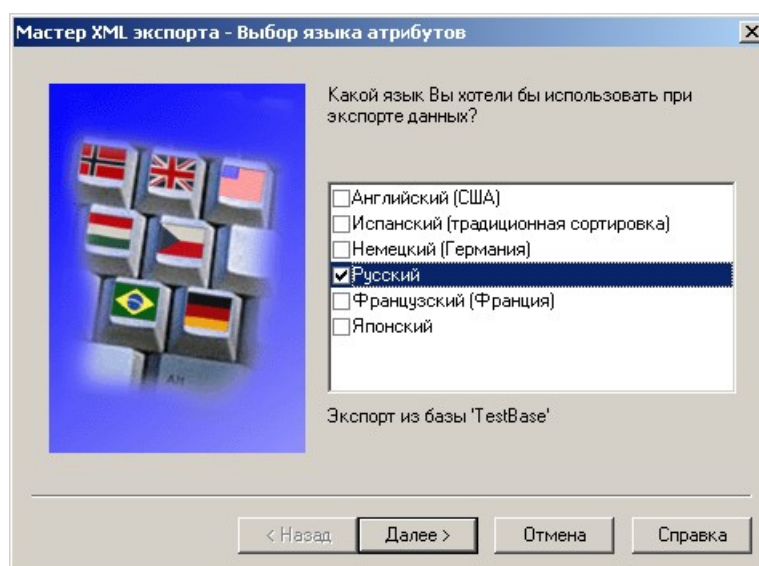 Мастер XML экспорта - Выбор языка атрибутов
Какой язык Вы хотели бы использовать при
экспорте данных?
Английский (США)
Испанский (традиционная сортировка)
Немецкий (Германия)
Русский
Французский (Франция)
Японский
Экспорт из базы 'TestBase'
< Назад
Далее >
Отмена
Справка
Alt